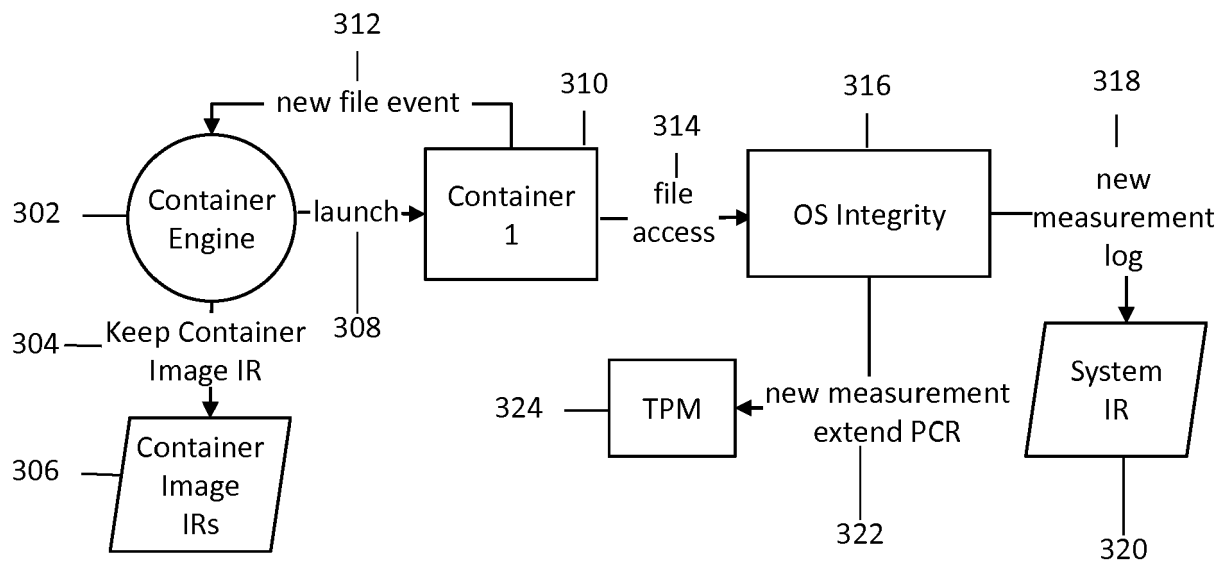 312
new file event
310
314
316
318
302
Container
Engine
launch
Container
1
file
access
OS Integrity
new
measurement
log
304
Keep Container
Image IR
308
324
TPM
new measurement
extend PCR
System
IR
306
Container
Image
IRs
322
320